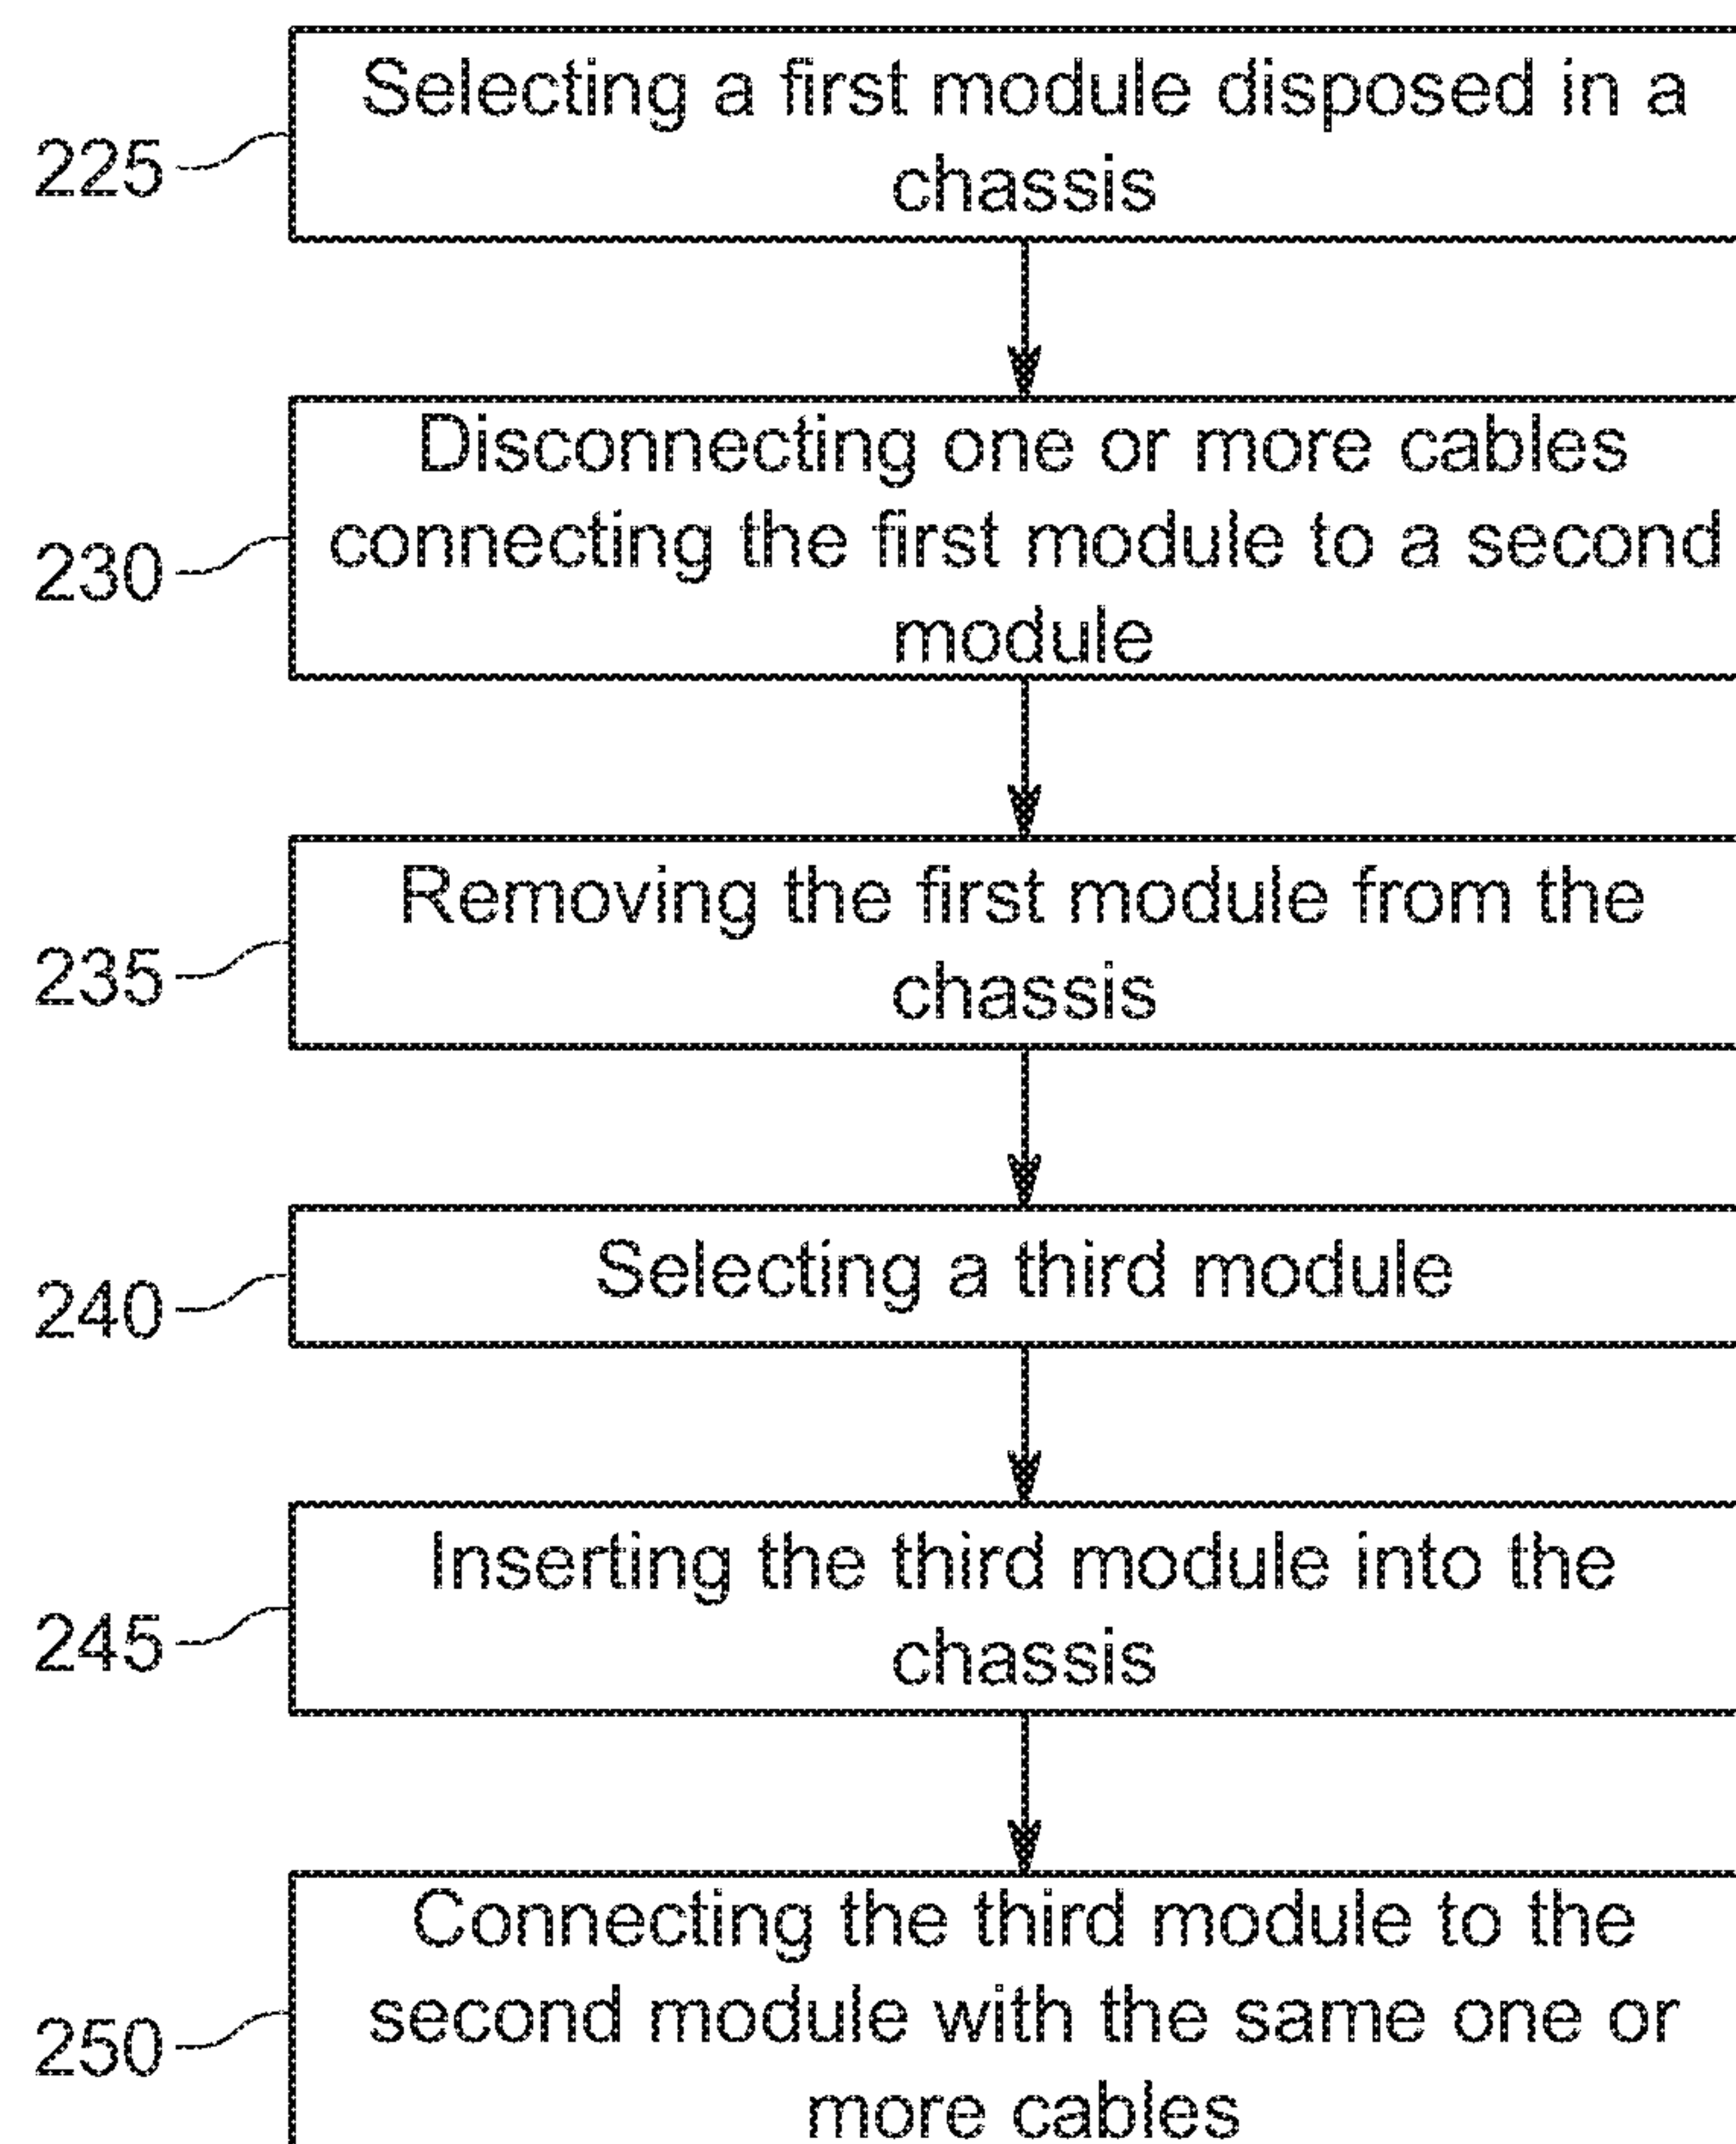 Selecting a first module disposed in a
chassis
225
Disconnecting one or more cables
connecting the first module to a second
module
230
Removing the first module from the
chassis
235
Selecting a third module
240
Inserting the third module into the
chassis
245
Connecting the third module to the
second module with the same one or
more cables
250